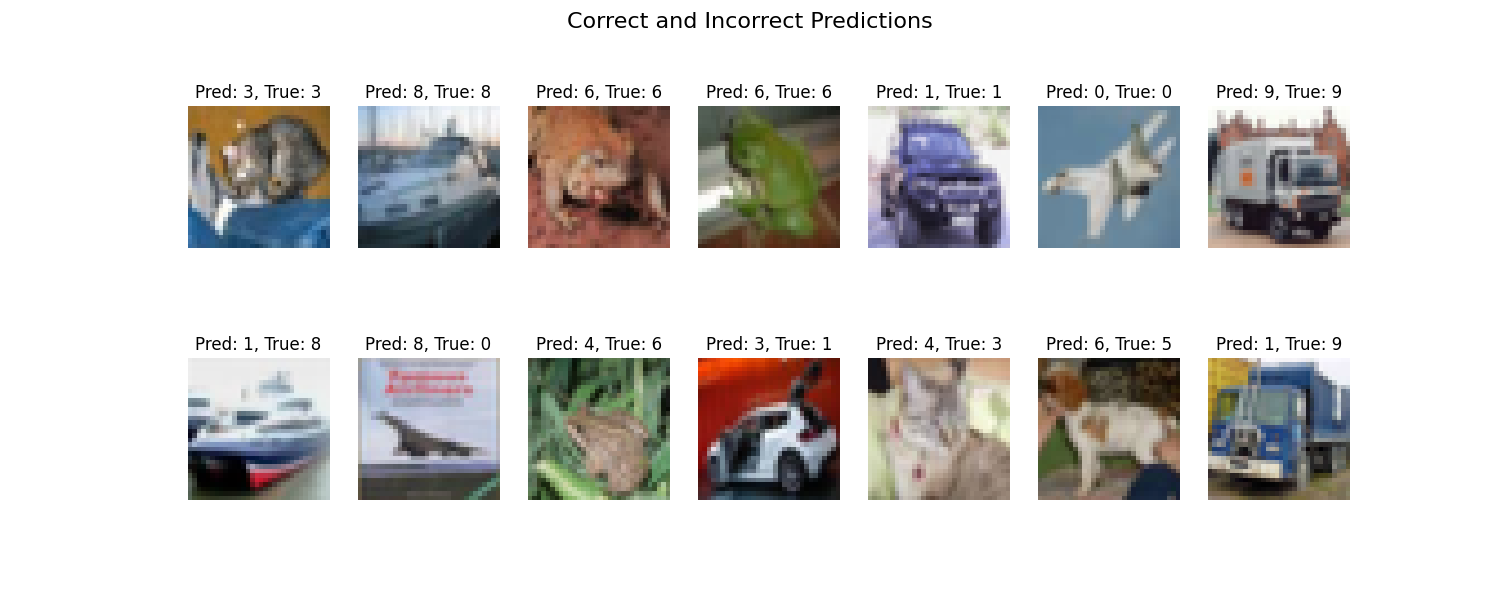 Correct and Incorrect Predictions
Pred: 3, True: 3
Pred: 8, True: 8
Pred: 6, True: 6
Pred: 6, True: 6
Pred: 1, True: 1
Pred: 0, True: 0
Pred: 9, True: 9
Pred: 1, True: 8
Pred: 8, True: 0
Pred: 4, True: 6
Pred: 3, True: 1
Pred: 4, True: 3
Pred: 6, True: 5
Pred: 1, True: 9